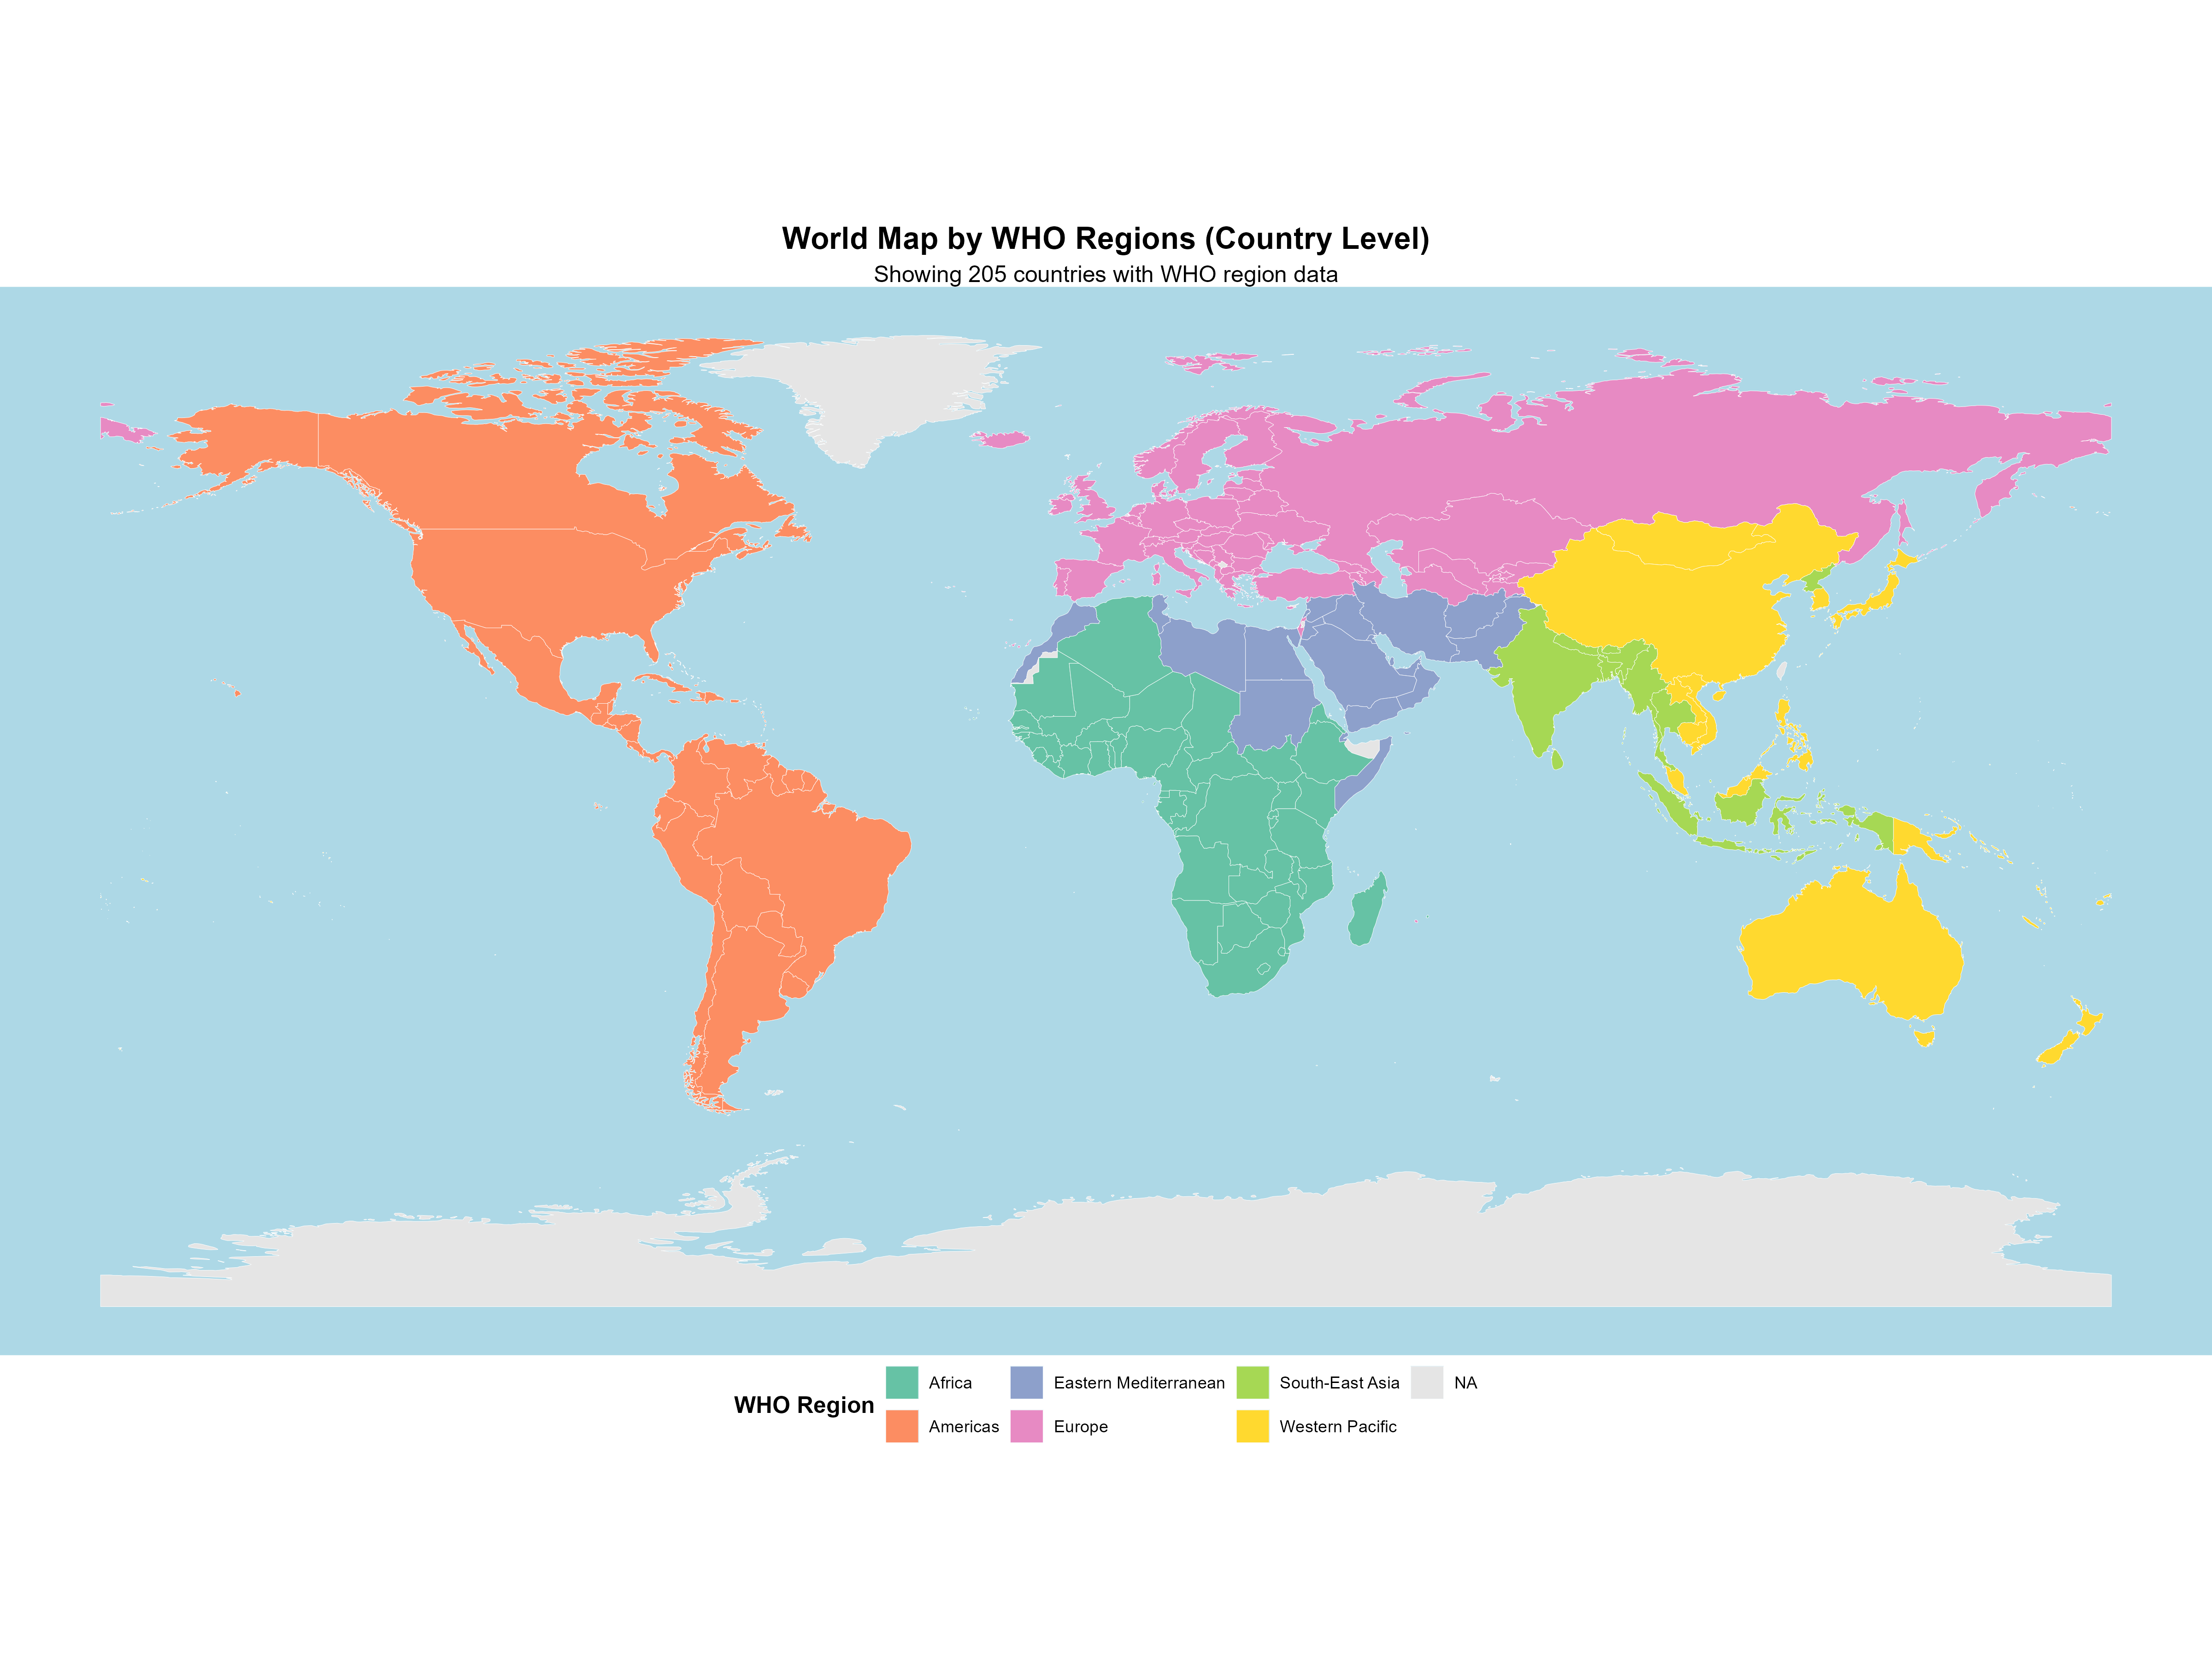 World Map by WHO Regions (Country Level)
Showing 205 countries with WHO region data
WHO Region
Africa
Eastern Mediterranean
South-East Asia
NA
Americas
Europe
Western Pacific